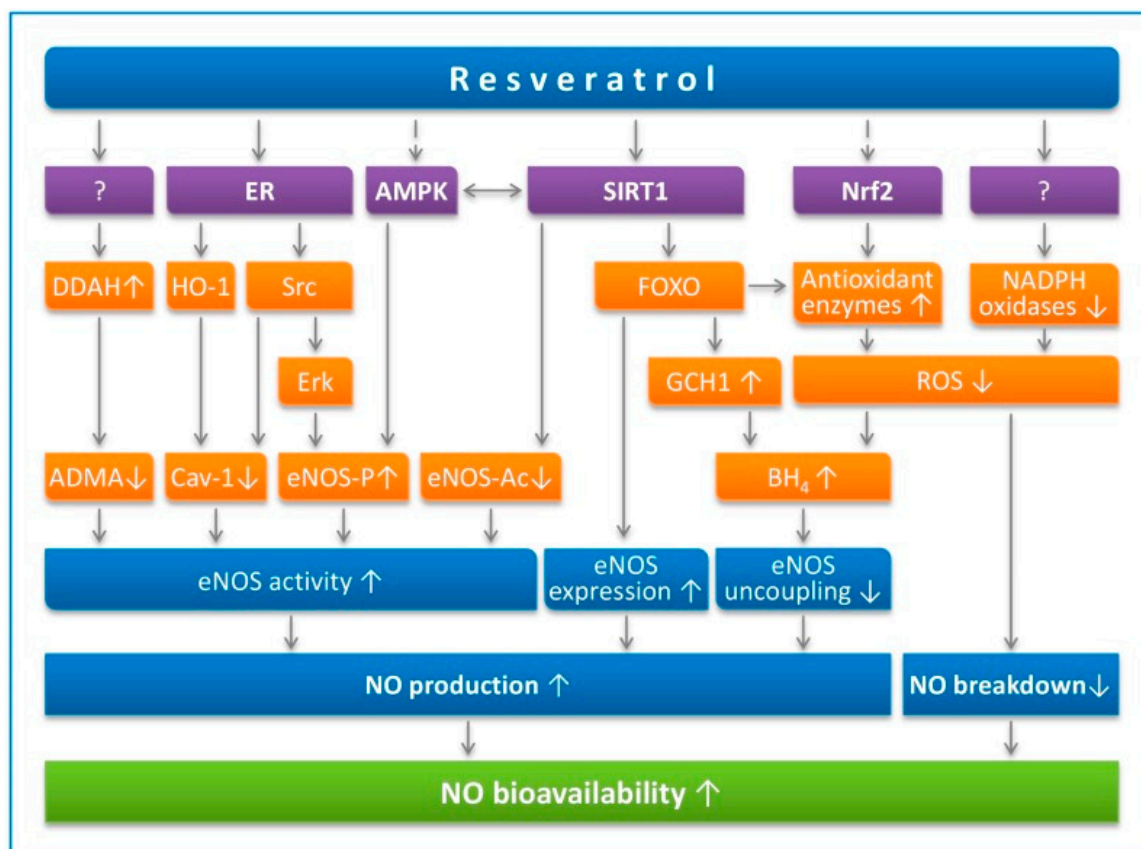 Resveratrol
?
ER
AMPK
SIRT1
Nrf2
?
DDAH↑
HO-1
Src
FOXO
Antioxidant
enzymes ↑
NADPH
oxidases ↓
Erk
GCH1 ↑
ROS ↓
ADMA↓
Cav-1↓
eNOS-P↑
eNOS-Ac↓
BH₄ ↑
eNOS activity ↑
eNOS
expression ↑
eNOS
uncoupling ↓
NO production ↑
NO breakdown↓
NO bioavailability ↑